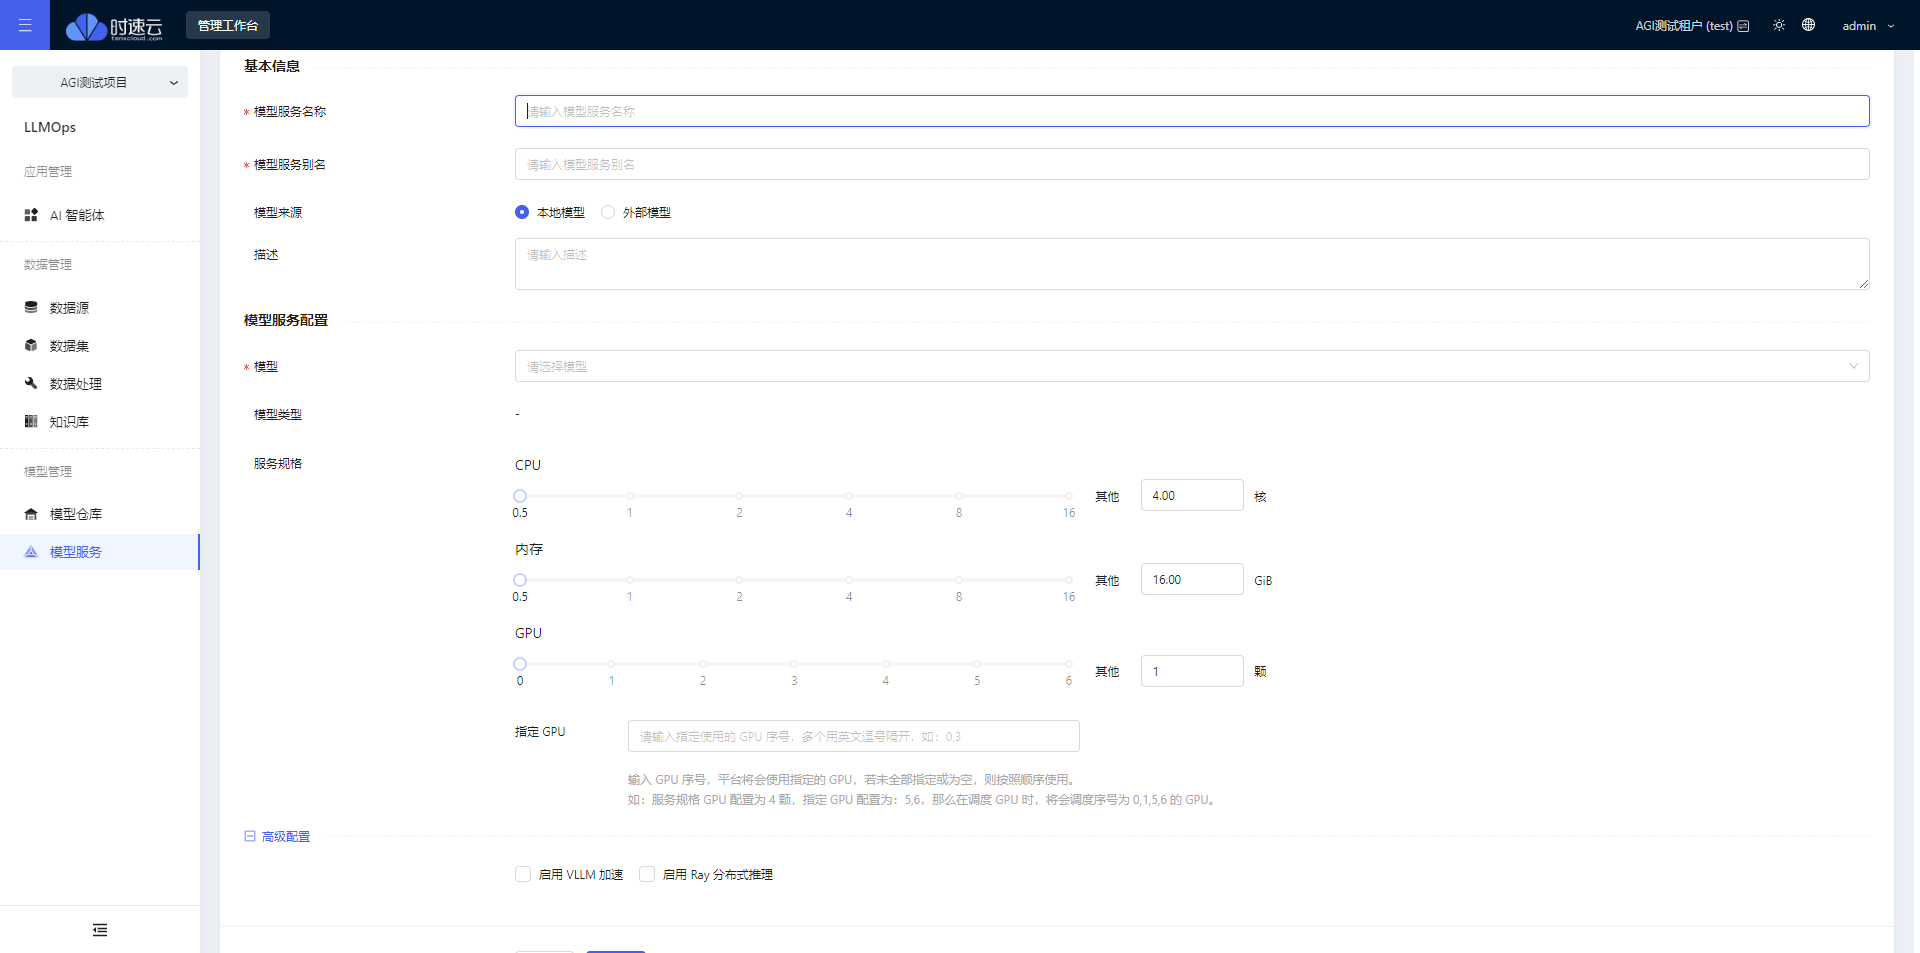 时速云
tenxcloud.com
管理工作台
AGI测试租户 (test)
admin
AGI测试项目
LLMOps
应用管理
AI 智能体
数据管理
数据源
数据集
数据处理
知识库
模型管理
模型仓库
模型服务
基本信息
* 模型服务名称
请输入模型服务名称
* 模型服务别名
请输入模型服务别名
模型来源
本地模型 外部模型
描述
请输入描述
模型服务配置
* 模型
请选择模型
模型类型
-
服务规格
CPU
0.5 1 2 4 8 16
其他 4.00 核
内存
0.5 1 2 4 8 16
其他 16.00 GiB
GPU
0 1 2 3 4 5 6
其他 1 颗
指定 GPU
请输入指定使用的 GPU 序号，多个用英文逗号隔开，如：0,3
输入 GPU 序号，平台将会使用指定的 GPU，若未全部指定或为空，则按照顺序使用。
如：服务规格 GPU 配置为 4 颗，指定 GPU 配置为：5,6，那么在调度 GPU 时，将会调度序号为 0,1,5,6 的 GPU。
高级配置
启用 VLLM 加速 启用 Ray 分布式推理